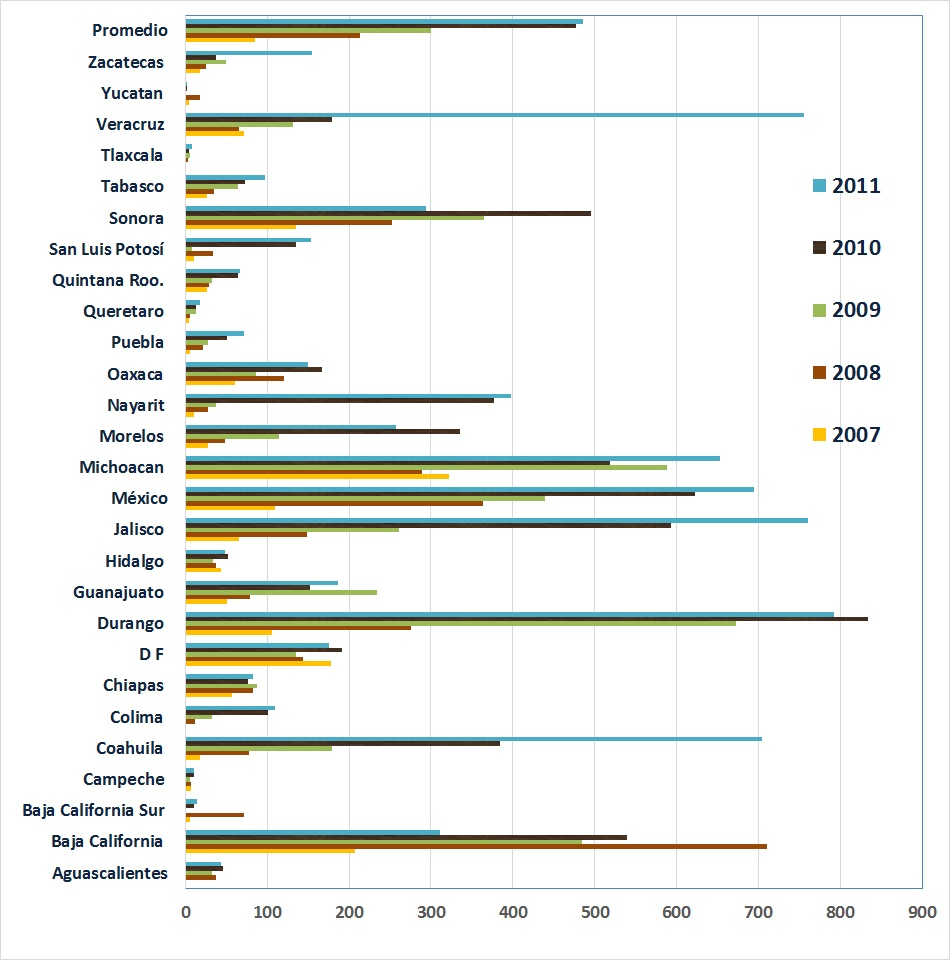 Promedio
Zacatecas
Yucatan
Veracruz
Tlaxcala
Tabasco
Sonora
San Luis Potosí
Quintana Roo.
Queretaro
Puebla
Oaxaca
Nayarit
Morelos
Michoacan
México
Jalisco
Hidalgo
Guanajuato
Durango
D F
Chiapas
Colima
Coahuila
Campeche
Baja California Sur
Baja California
Aguascalientes
2011
2010
2009
2008
2007
0 100 200 300 400 500 600 700 800 900